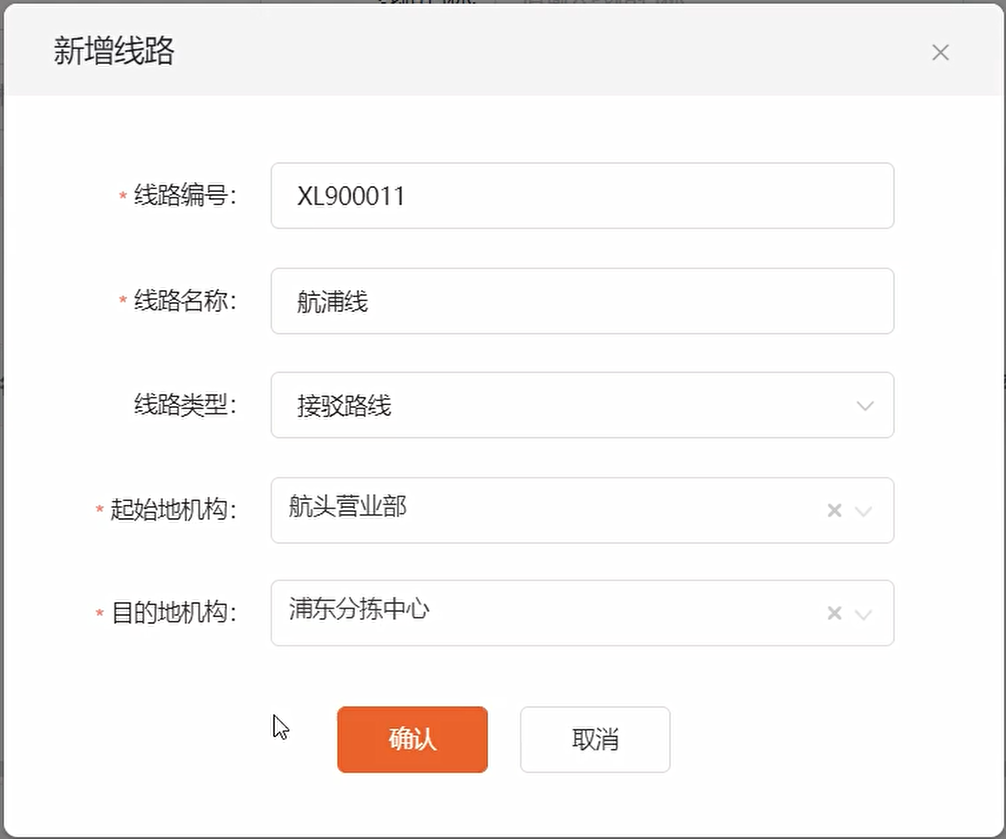 新增线路
* 线路编号： XL900011
* 线路名称： 航浦线
线路类型： 接驳路线
* 起始地机构： 航头营业部
* 目的地机构： 浦东分拣中心
确认 取消